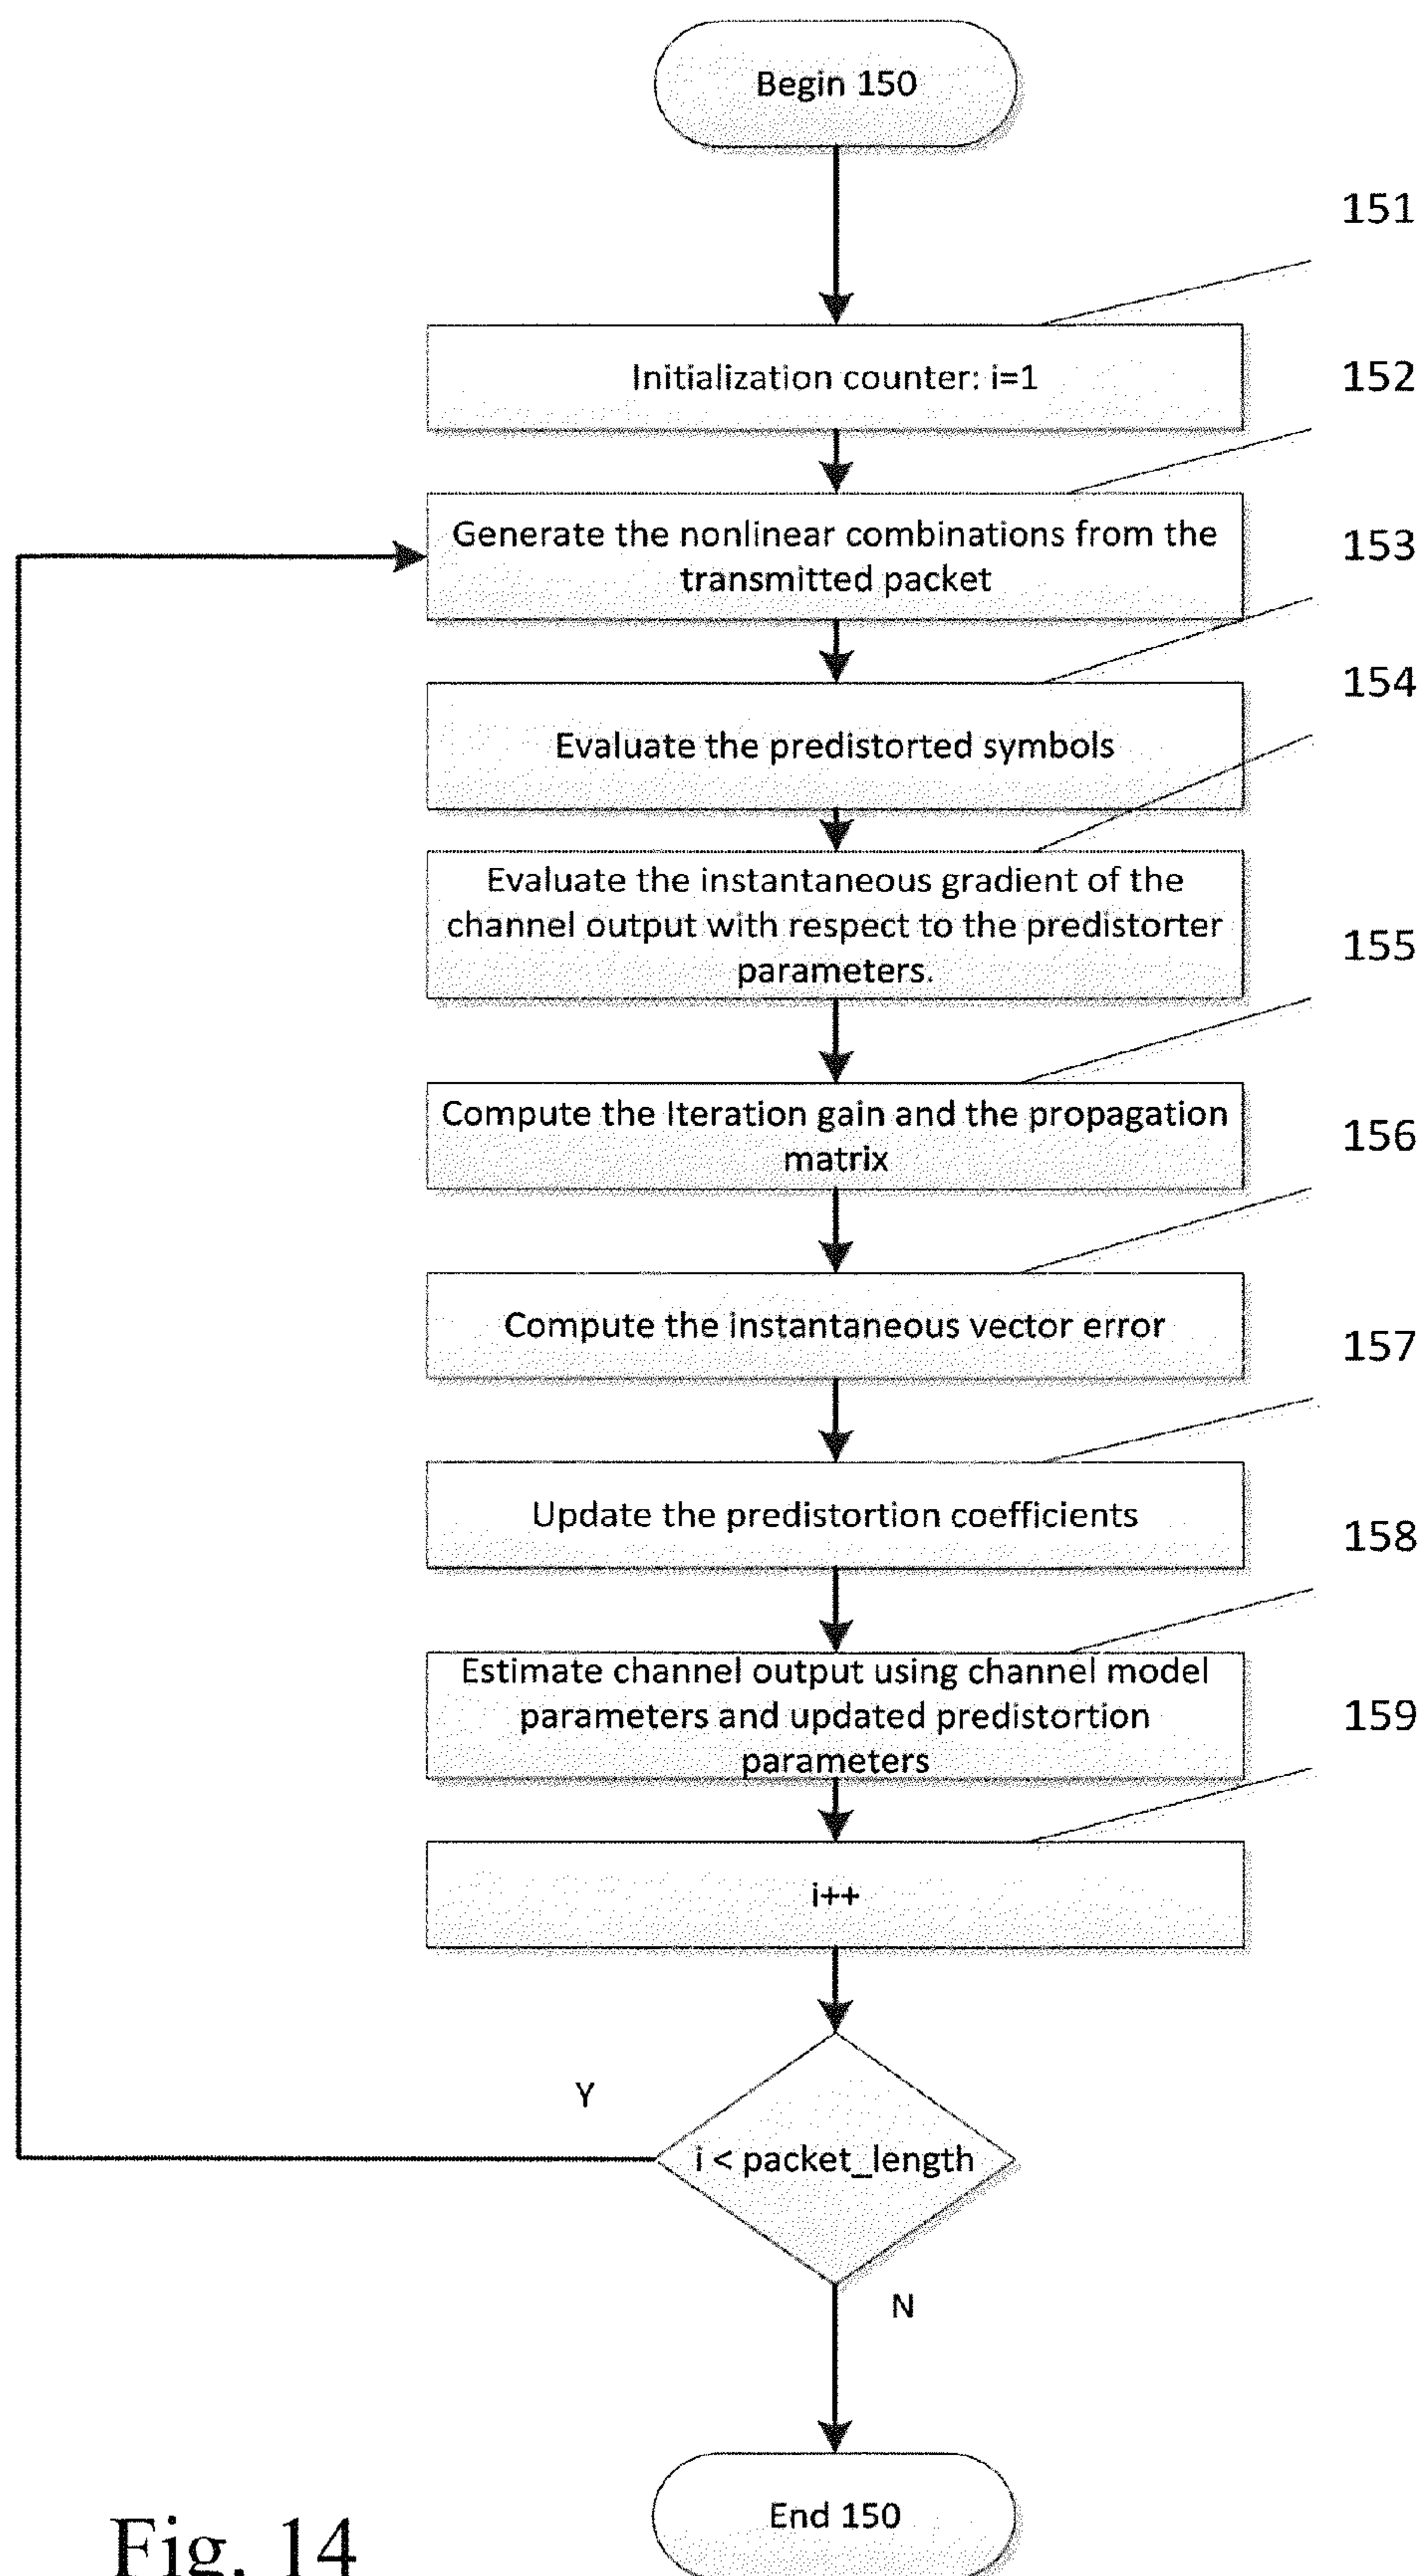 Begin 150
151
Initialization counter: i=1
152
Generate the nonlinear combinations from the
transmitted packet
153
Evaluate the predistorted symbols
154
Evaluate the instantaneous gradient of the
channel output with respect to the predistorter
parameters.
155
Compute the Iteration gain and the propagation
matrix
156
Compute the instantaneous vector error
157
Update the predistortion coefficients
158
Estimate channel output using channel model
parameters and updated predistortion
parameters
159
i++
Y
i < packet_length
N
End 150
Fig. 14